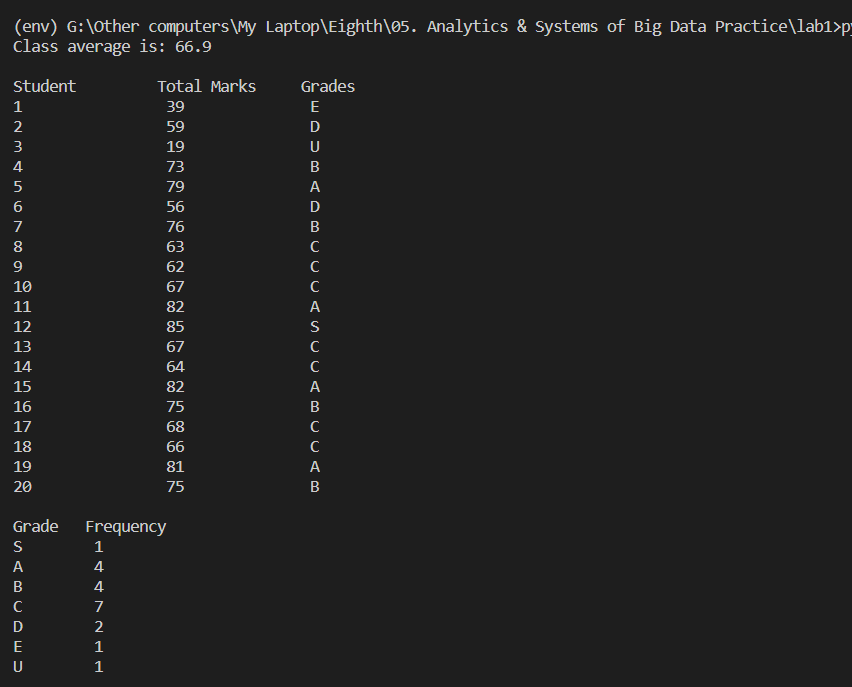 (env) G:\Other computers\My Laptop\Eighth\05. Analytics & Systems of Big Data Practice\lab1>py
Class average is: 66.9
Student Total Marks Grades
1 39 E
2 59 D
3 19 U
4 73 B
5 79 A
6 56 D
7 76 B
8 63 C
9 62 C
10 67 C
11 82 A
12 85 S
13 67 C
14 64 C
15 82 A
16 75 B
17 68 C
18 66 C
19 81 A
20 75 B
Grade Frequency
S 1
A 4
B 4
C 7
D 2
E 1
U 1